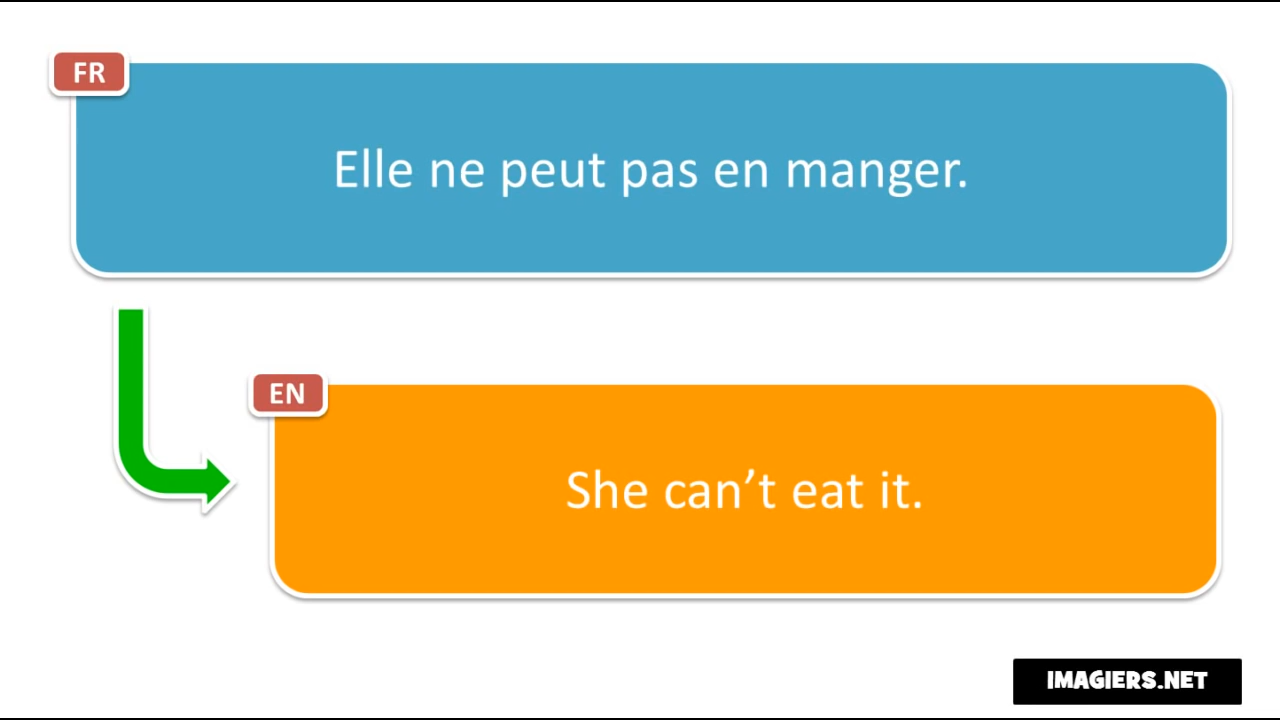 FR
Elle ne peut pas en manger.
EN
She can’t eat it.
IMAGIERS.NET